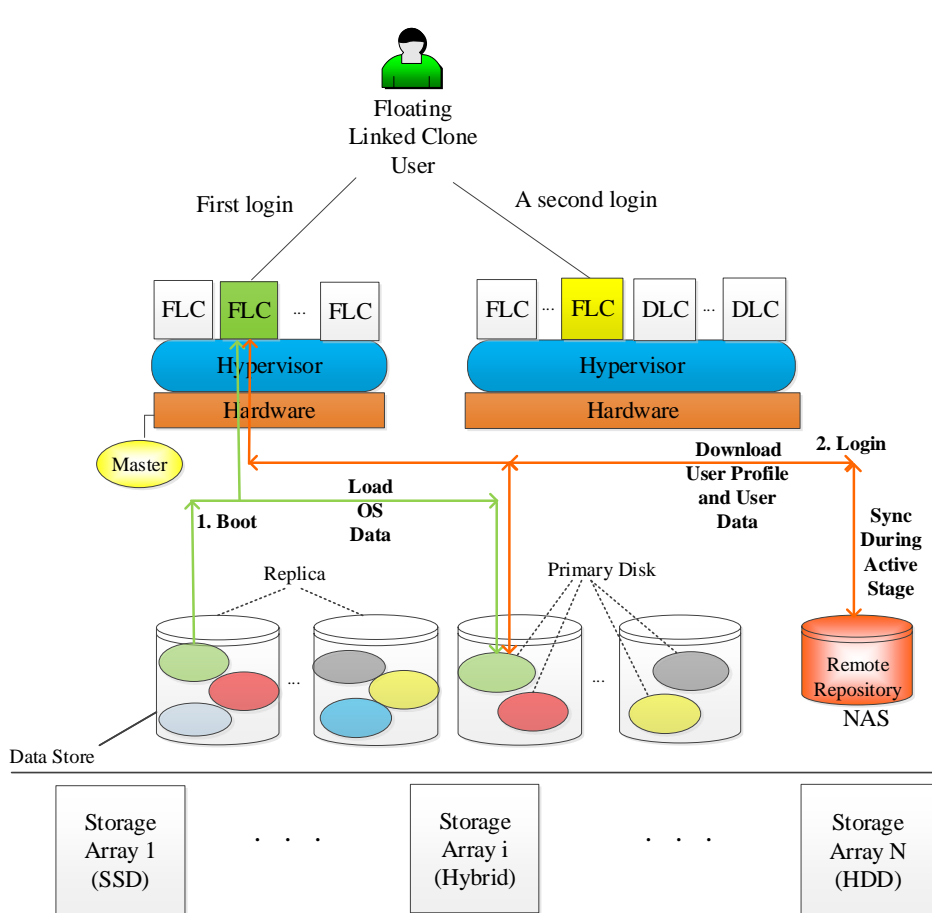 Floating
Linked Clone
User
First login
A second login
FLC
FLC
...
FLC
FLC
...
FLC
DLC
...
DLC
Hypervisor
Hypervisor
Hardware
Hardware
Master
Download
User Profile
and User
Data
2. Login
1. Boot
Load
OS
Data
Sync
During
Active
Stage
Replica
Primary Disk
...
...
Remote
Repository
NAS
Data Store
Storage
Array 1
(SSD)
. . .
Storage
Array i
(Hybrid)
. . .
Storage
Array N
(HDD)